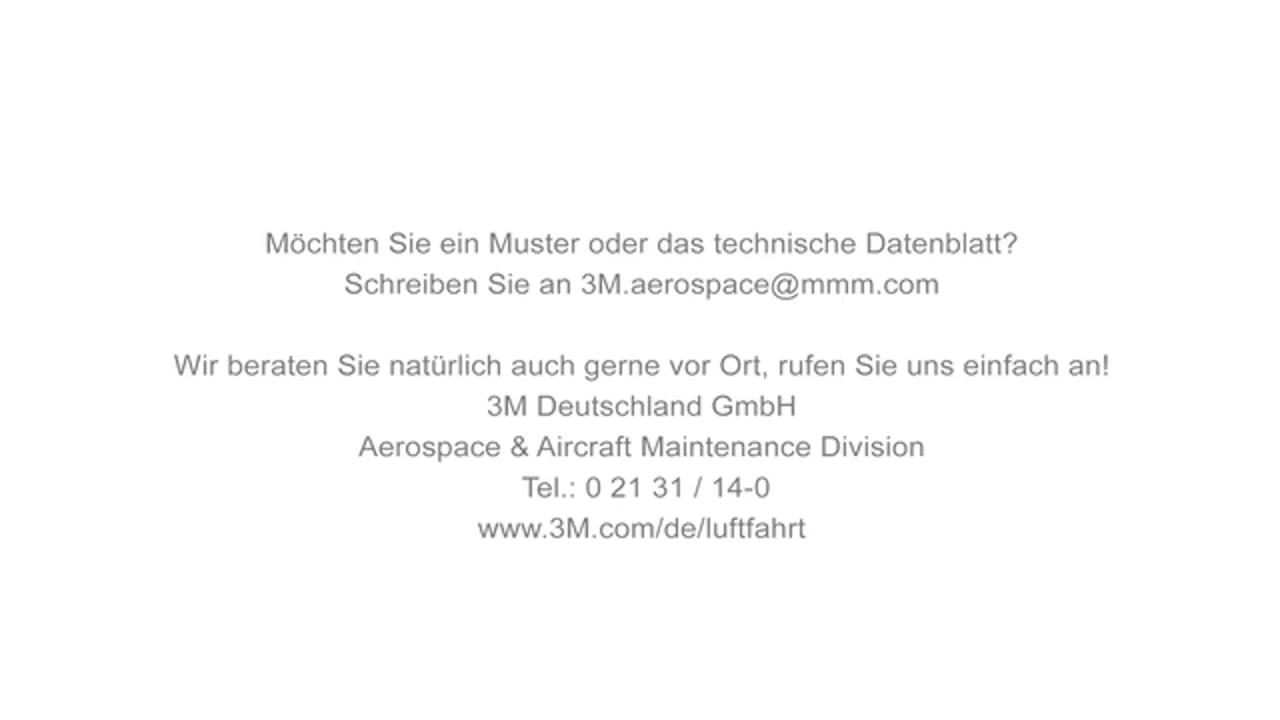 Möchten Sie ein Muster oder das technische Datenblatt?
Schreiben Sie an 3M.aerospace@mmm.com
Wir beraten Sie natürlich auch gerne vor Ort, rufen Sie uns einfach an!
3M Deutschland GmbH
Aerospace & Aircraft Maintenance Division
Tel.: 0 21 31 / 14-0
www.3M.com/de/luftfahrt